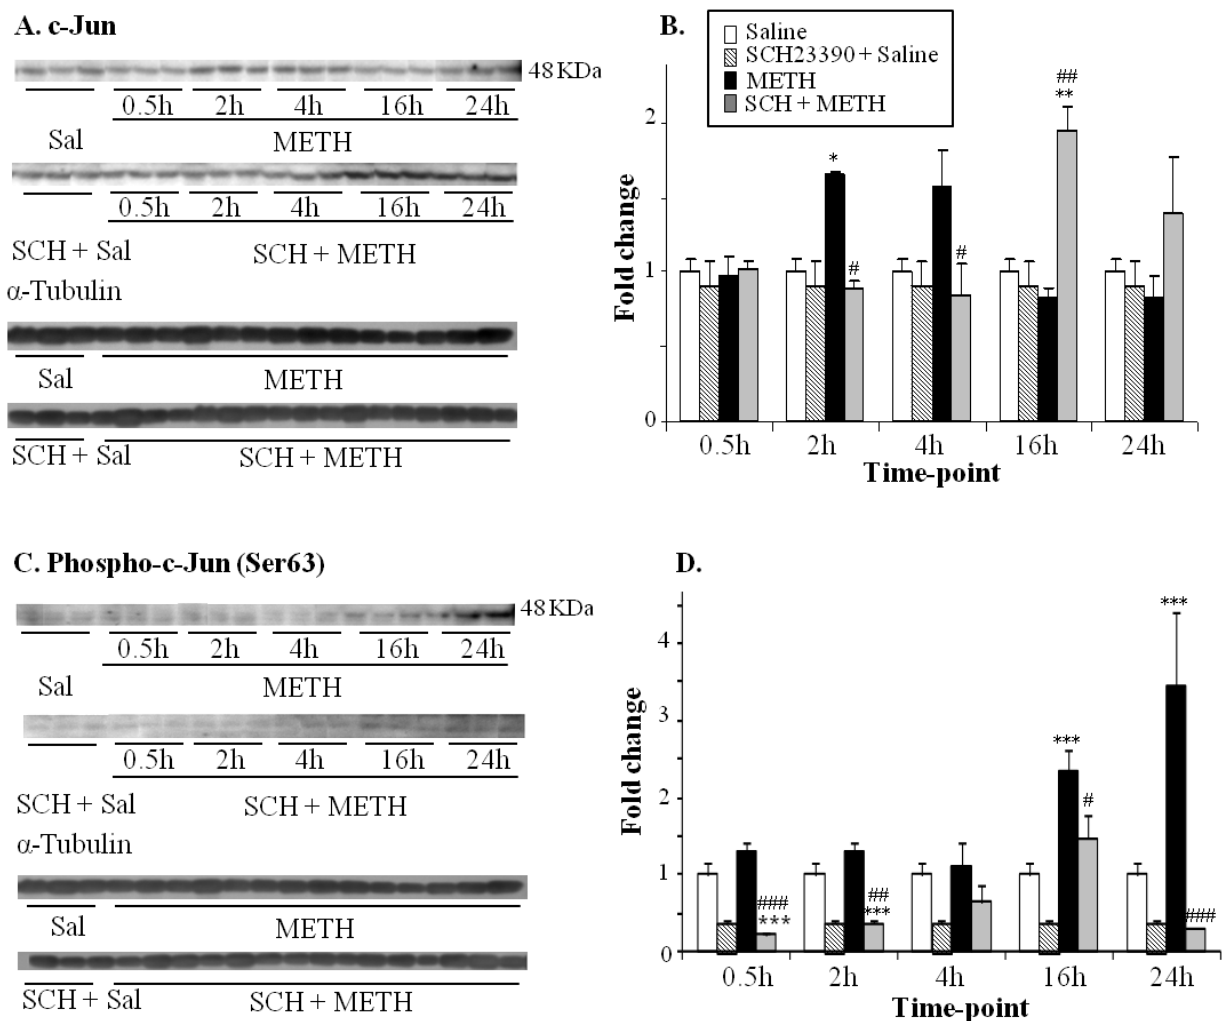 A. c-Jun
48 KDa
0.5h 2h 4h 16h 24h
Sal METH
0.5h 2h 4h 16h 24h
SCH + Sal SCH + METH
α-Tubulin
Sal METH
SCH + Sal SCH + METH
B.
Saline
SCH23390 + Saline
METH
SCH + METH
Fold change
2
1
0
*
#
#
##
**
0.5h 2h 4h 16h 24h
Time-point
C. Phospho-c-Jun (Ser63)
48 KDa
0.5h 2h 4h 16h 24h
Sal METH
0.5h 2h 4h 16h 24h
SCH + Sal SCH + METH
α-Tubulin
Sal METH
SCH + Sal SCH + METH
D.
Fold change
4
3
2
1
0
###
***
##
***
***
#
***
###
0.5h 2h 4h 16h 24h
Time-point